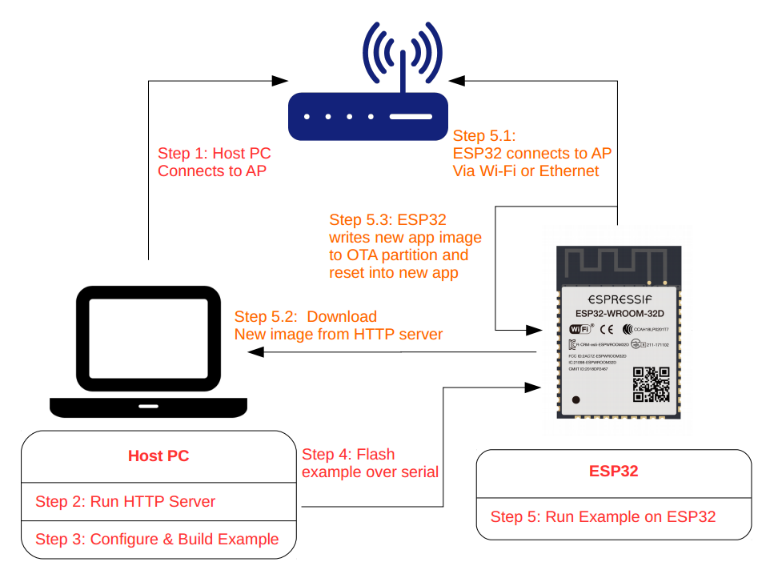 Step 1: Host PC
Connects to AP
Step 5.1:
ESP32 connects to AP
Via Wi-Fi or Ethernet
Step 5.3: ESP32
writes new app image
to OTA partition and
reset into new app
Step 5.2:  Download
New image from HTTP server
ESPRESSIF
ESP32-WROOM-32D
WiFi
CE
Step 4: Flash
example over serial
Host PC
Step 2: Run HTTP Server
Step 3: Configure & Build Example
ESP32
Step 5: Run Example on ESP32